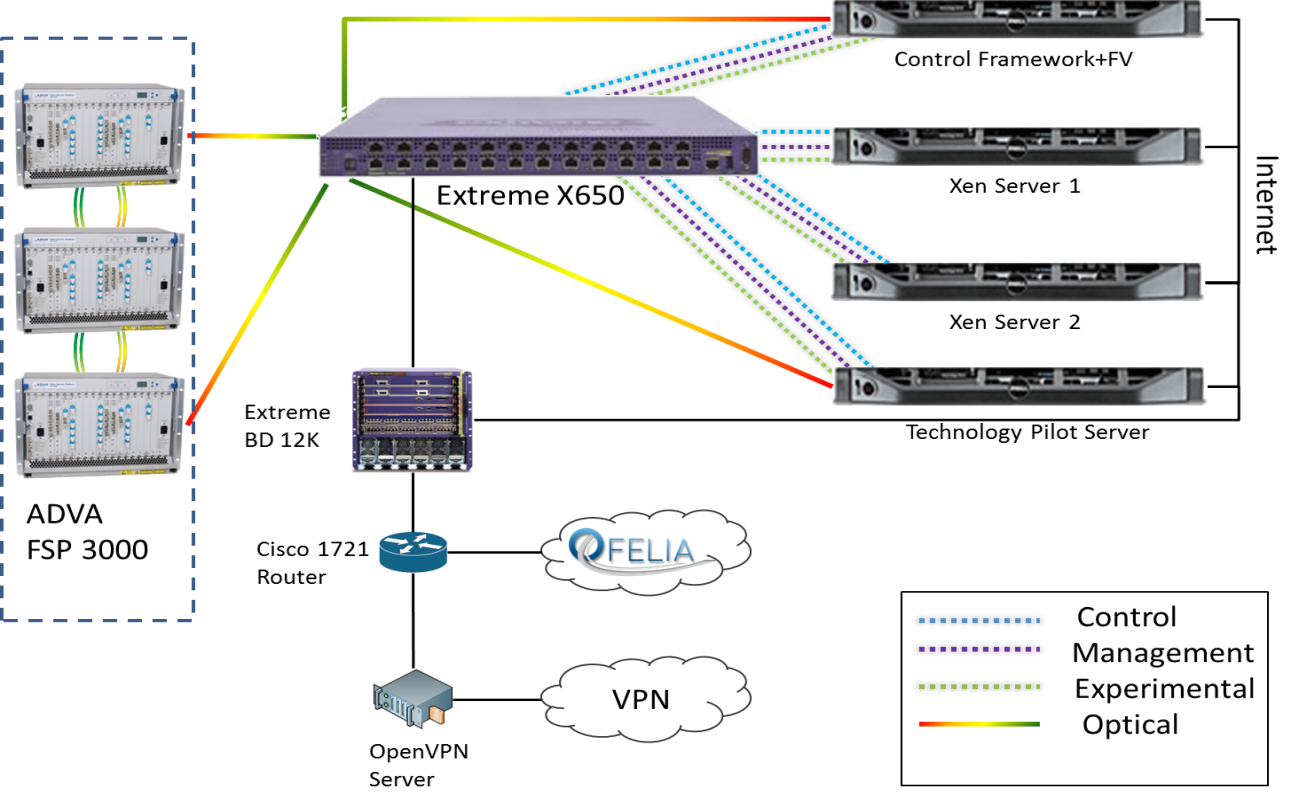 Control Framework+FV
Xen Server 1
Internet
Extreme X650
Xen Server 2
Extreme
BD 12K
Technology Pilot Server
ADVA
FSP 3000
Cisco 1721
Router
OFELIA
Control
Management
Experimental
Optical
VPN
OpenVPN
Server